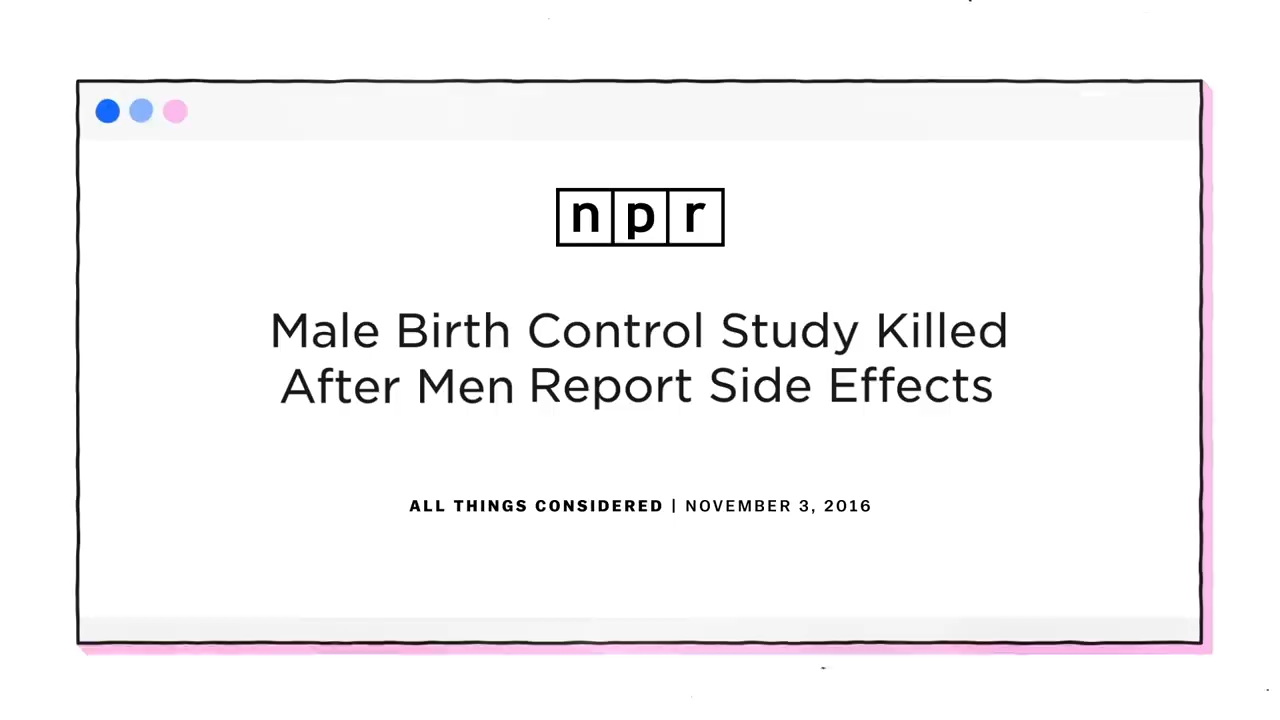 npr
Male Birth Control Study Killed
After Men Report Side Effects
ALL THINGS CONSIDERED | NOVEMBER 3, 2016